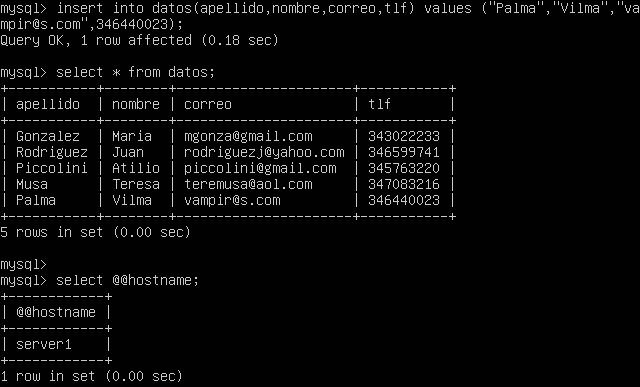 mysql> insert into datos(apellido,nombre,correo,tlf) values ("Palma","Vilma","va
mpir@s.com",346440023);
Query OK, 1 row affected (0.18 sec)
mysql> select * from datos;
+-----------+--------+----------------------+-----------+
| apellido  | nombre | correo               | tlf       |
+-----------+--------+----------------------+-----------+
| Gonzalez  | Maria  | mgonza@gmail.com     | 343022233 |
| Rodriguez | Juan   | rodriguezj@yahoo.com | 346599741 |
| Piccolini | Atilio | piccolini@gmail.com  | 345763220 |
| Musa      | Teresa | teremusa@aol.com     | 347083216 |
| Palma     | Vilma  | vampir@s.com         | 346440023 |
+-----------+--------+----------------------+-----------+
5 rows in set (0.00 sec)
mysql>
mysql> select @@hostname;
+------------+
| @@hostname |
+------------+
| server1    |
+------------+
1 row in set (0.00 sec)